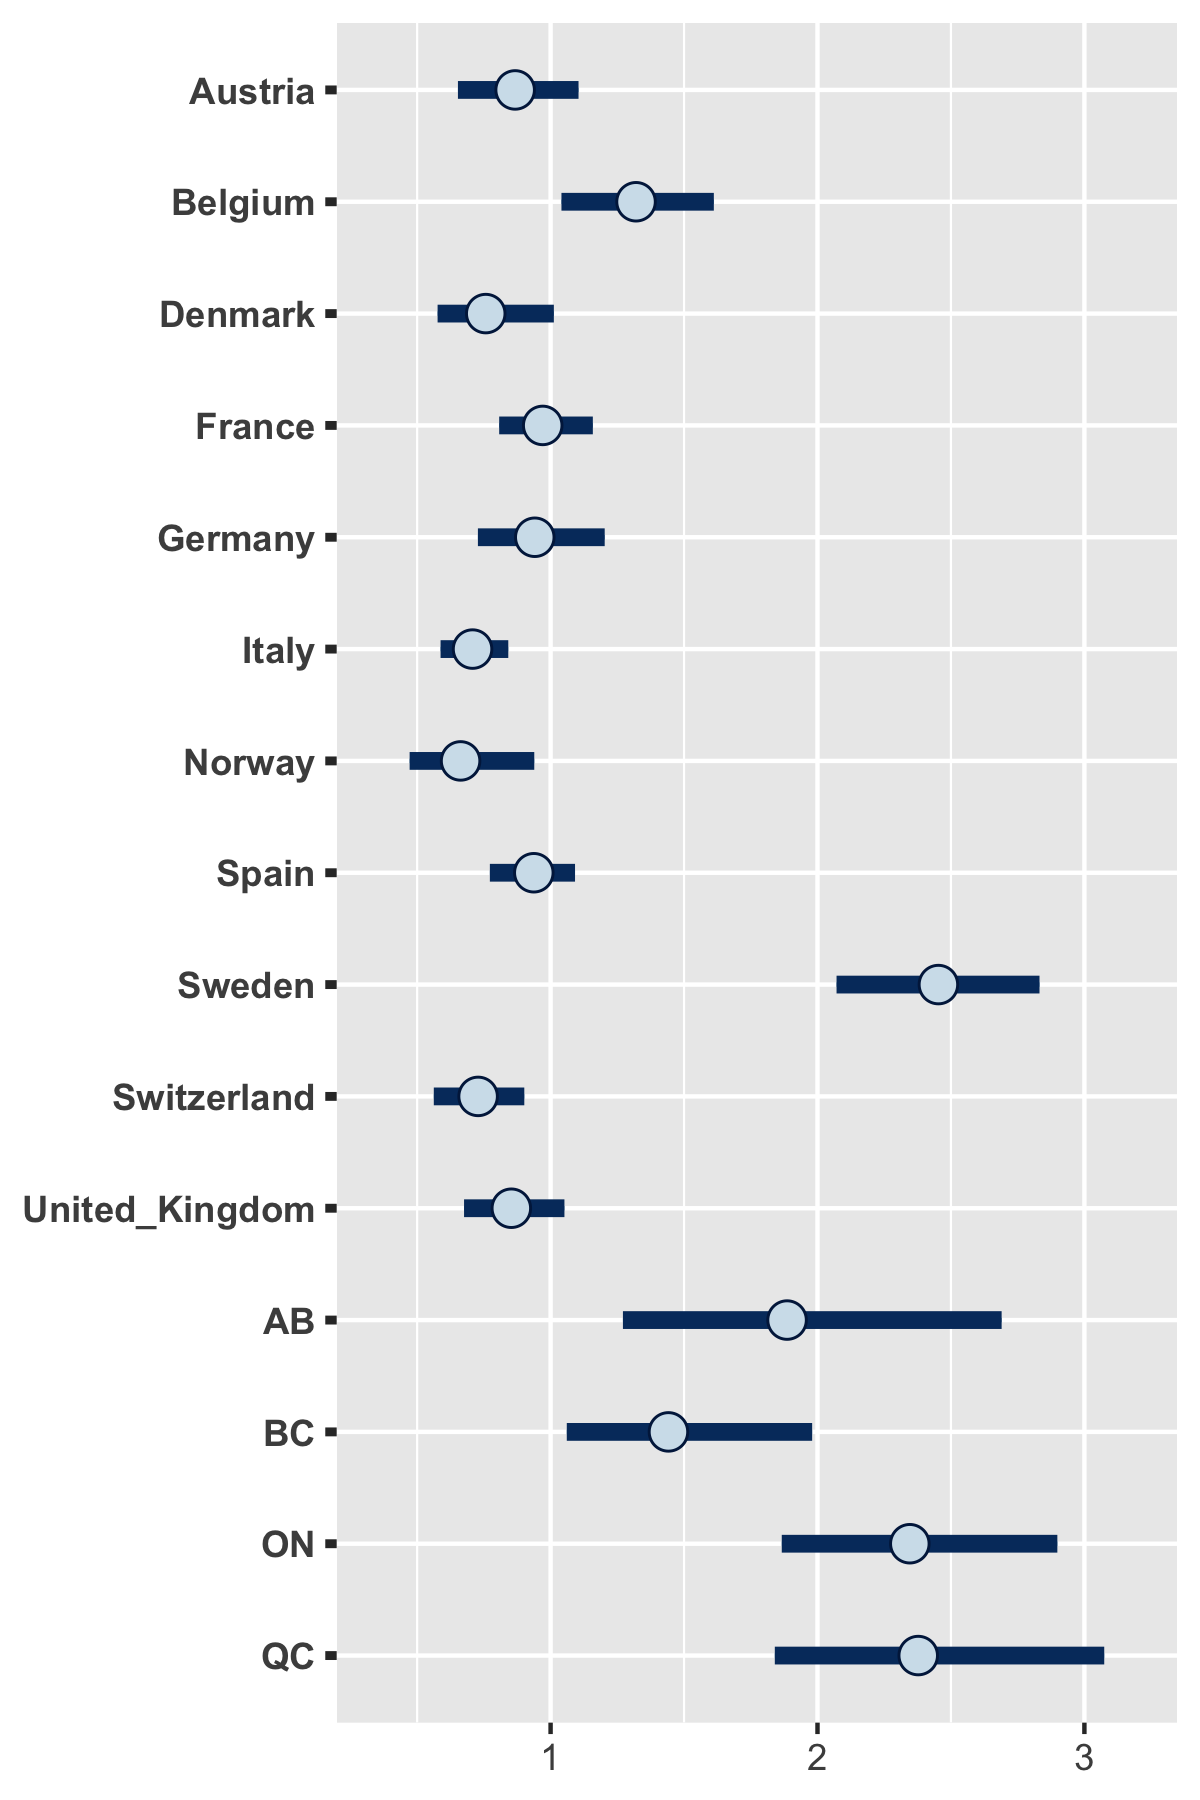 Austria
Belgium
Denmark
France
Germany
Italy
Norway
Spain
Sweden
Switzerland
United_Kingdom
AB
BC
ON
QC
1 2 3